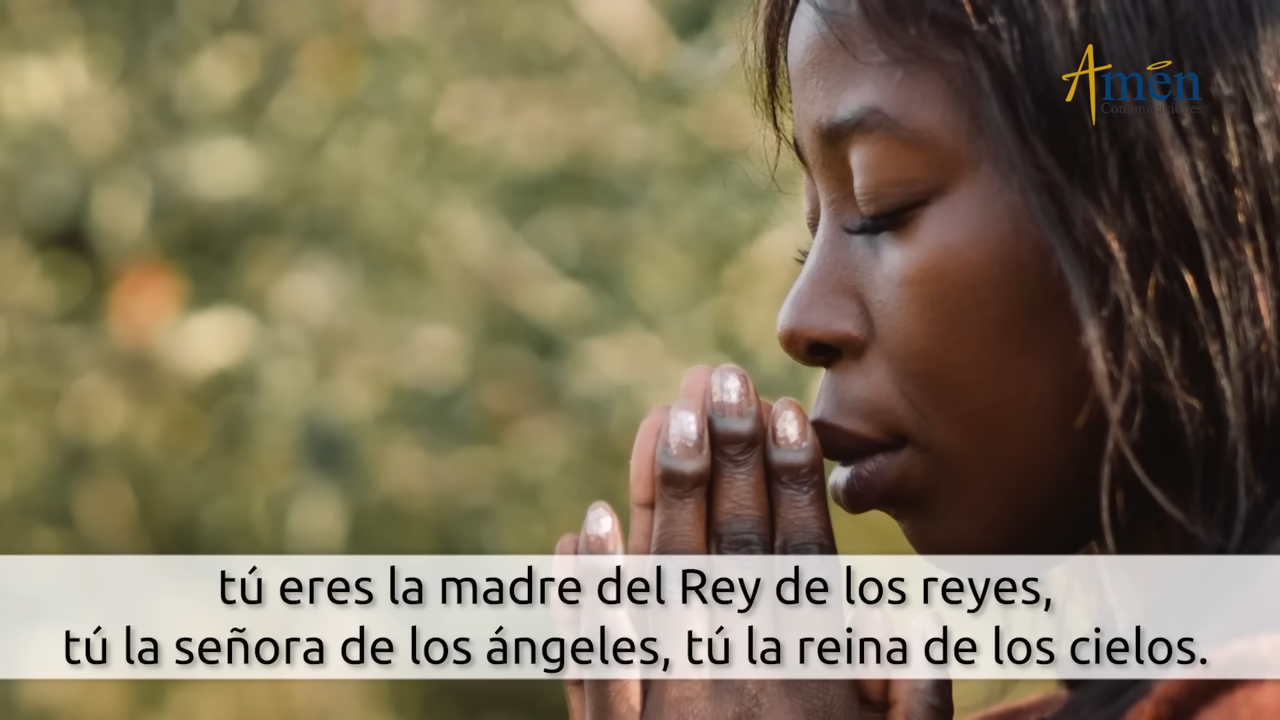 Amén
Comunicaciones
tú eres la madre del Rey de los reyes,
tú la señora de los ángeles, tú la reina de los cielos.